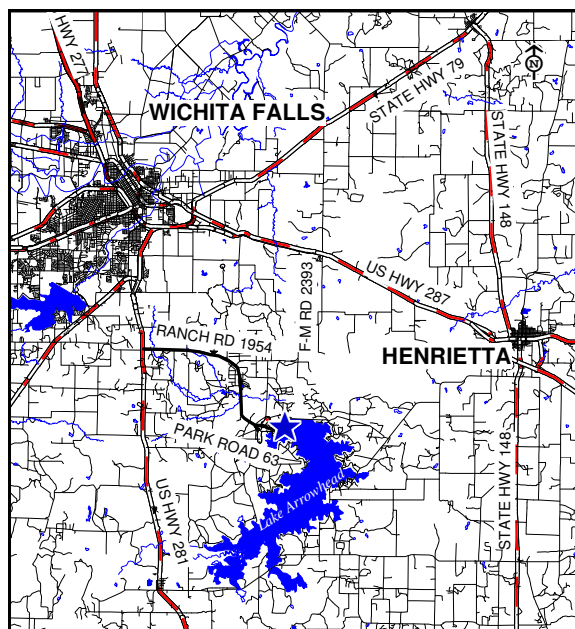 HWY 277
WICHITA FALLS
STATE HWY 79
N
STATE HWY 148
F-M RD 2393
US HWY 287
RANCH RD 1954
HENRIETTA
PARK ROAD 63
Lake Arrowhead
US HWY 281
STATE HWY 148